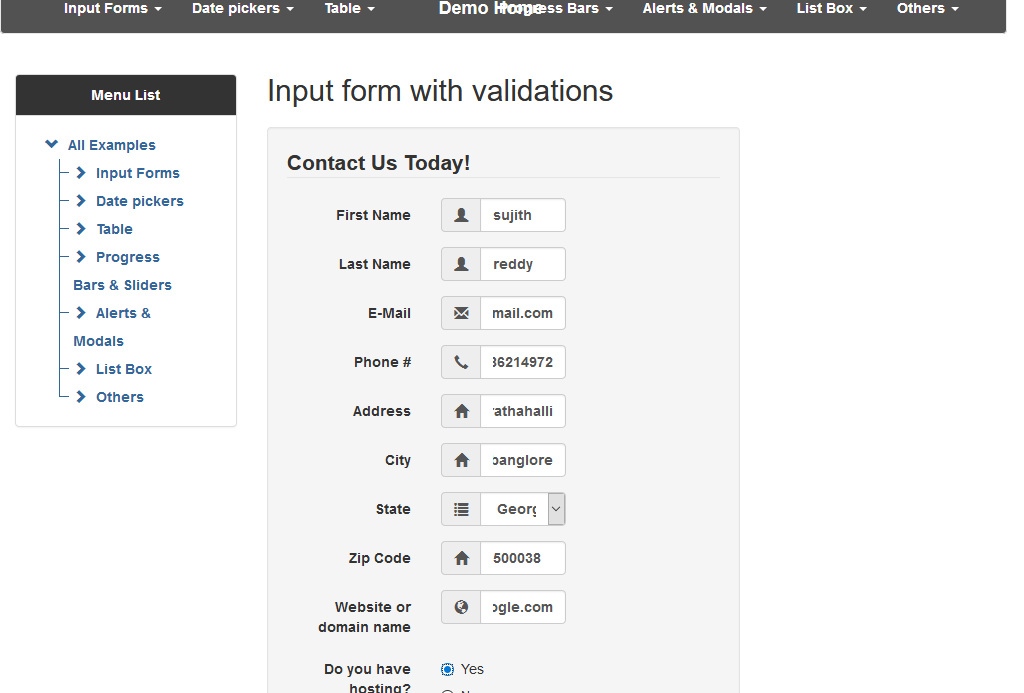 Input Forms Date pickers Table Demo Home Progress Bars Alerts & Modals List Box Others
Menu List
All Examples
Input Forms
Date pickers
Table
Progress
Bars & Sliders
Alerts &
Modals
List Box
Others
Input form with validations
Contact Us Today!
First Name sujith
Last Name reddy
E-Mail mail.com
Phone # 36214972
Address rathahalli
City banglore
State Georg
Zip Code 500038
Website or ogle.com
domain name
Do you have Yes
hosting?